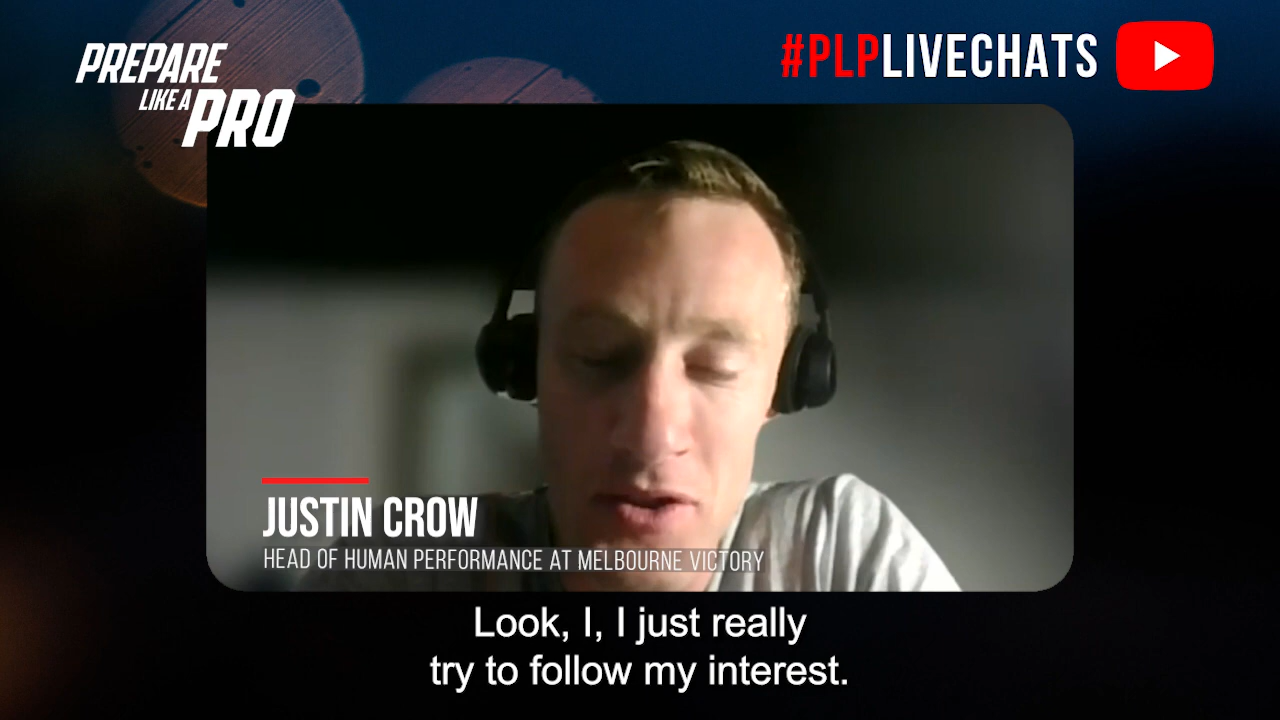 PREPARE
LIKE A
PRO
#PLPLIVECHATS
JUSTIN CROW
HEAD OF HUMAN PERFORMANCE AT MELBOURNE VICTORY
Look, I, I just really
try to follow my interest.